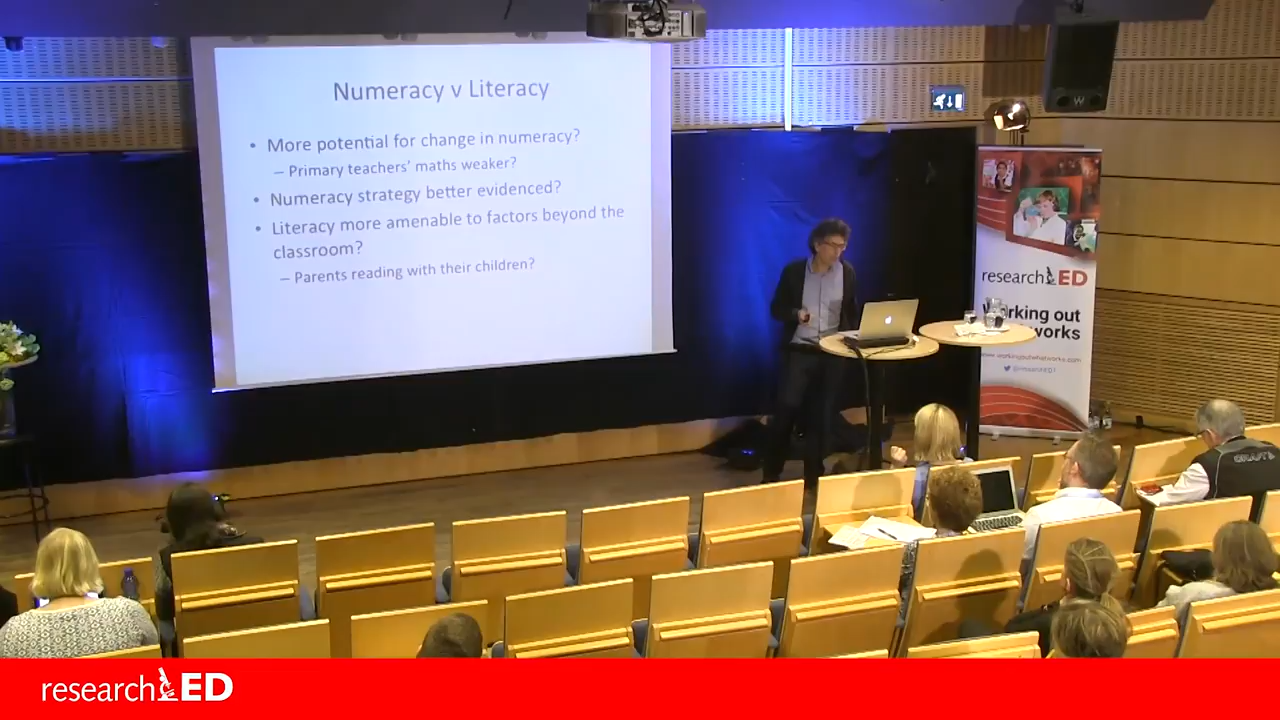 Numeracy v Literacy
• More potential for change in numeracy?
– Primary teachers' maths weaker?
• Numeracy strategy better evidenced?
• Literacy more amenable to factors beyond the
classroom?
– Parents reading with their children?
researchED
Working out
works
researchED